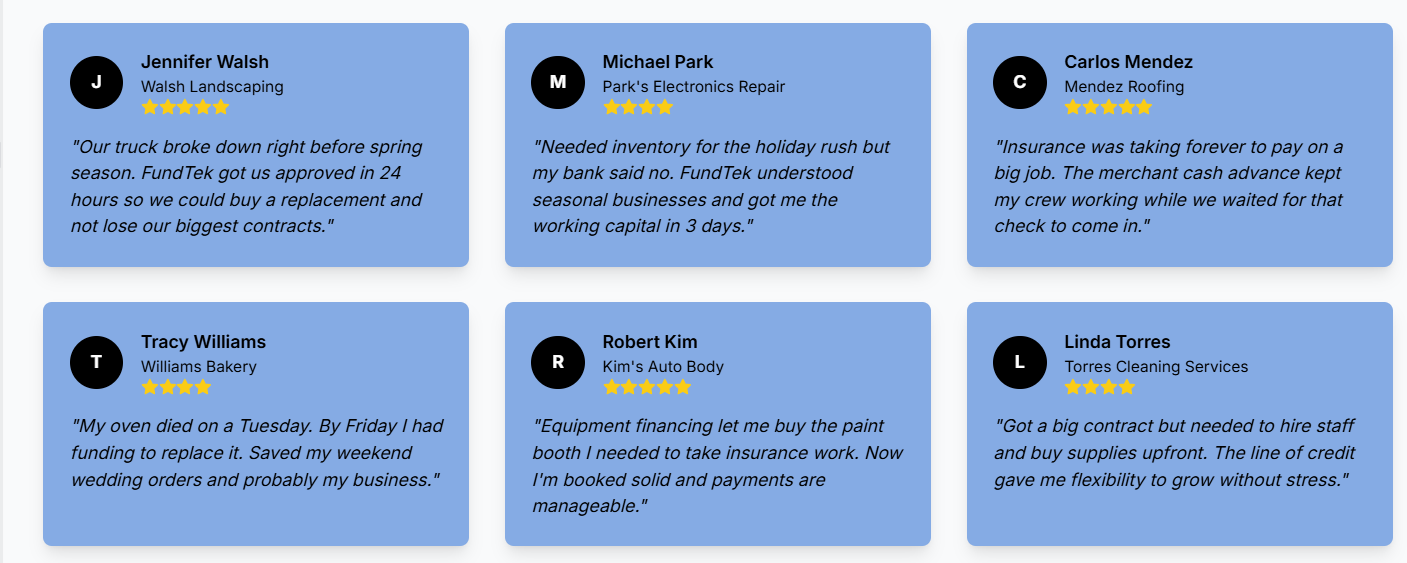 J
Jennifer Walsh
Walsh Landscaping
"Our truck broke down right before spring
season. FundTek got us approved in 24
hours so we could buy a replacement and
not lose our biggest contracts."
M
Michael Park
Park's Electronics Repair
"Needed inventory for the holiday rush but
my bank said no. FundTek understood
seasonal businesses and got me the
working capital in 3 days."
C
Carlos Mendez
Mendez Roofing
"Insurance was taking forever to pay on a
big job. The merchant cash advance kept
my crew working while we waited for that
check to come in."
T
Tracy Williams
Williams Bakery
"My oven died on a Tuesday. By Friday I had
funding to replace it. Saved my weekend
wedding orders and probably my business."
R
Robert Kim
Kim's Auto Body
"Equipment financing let me buy the paint
booth I needed to take insurance work. Now
I'm booked solid and payments are
manageable."
L
Linda Torres
Torres Cleaning Services
"Got a big contract but needed to hire staff
and buy supplies upfront. The line of credit
gave me flexibility to grow without stress."